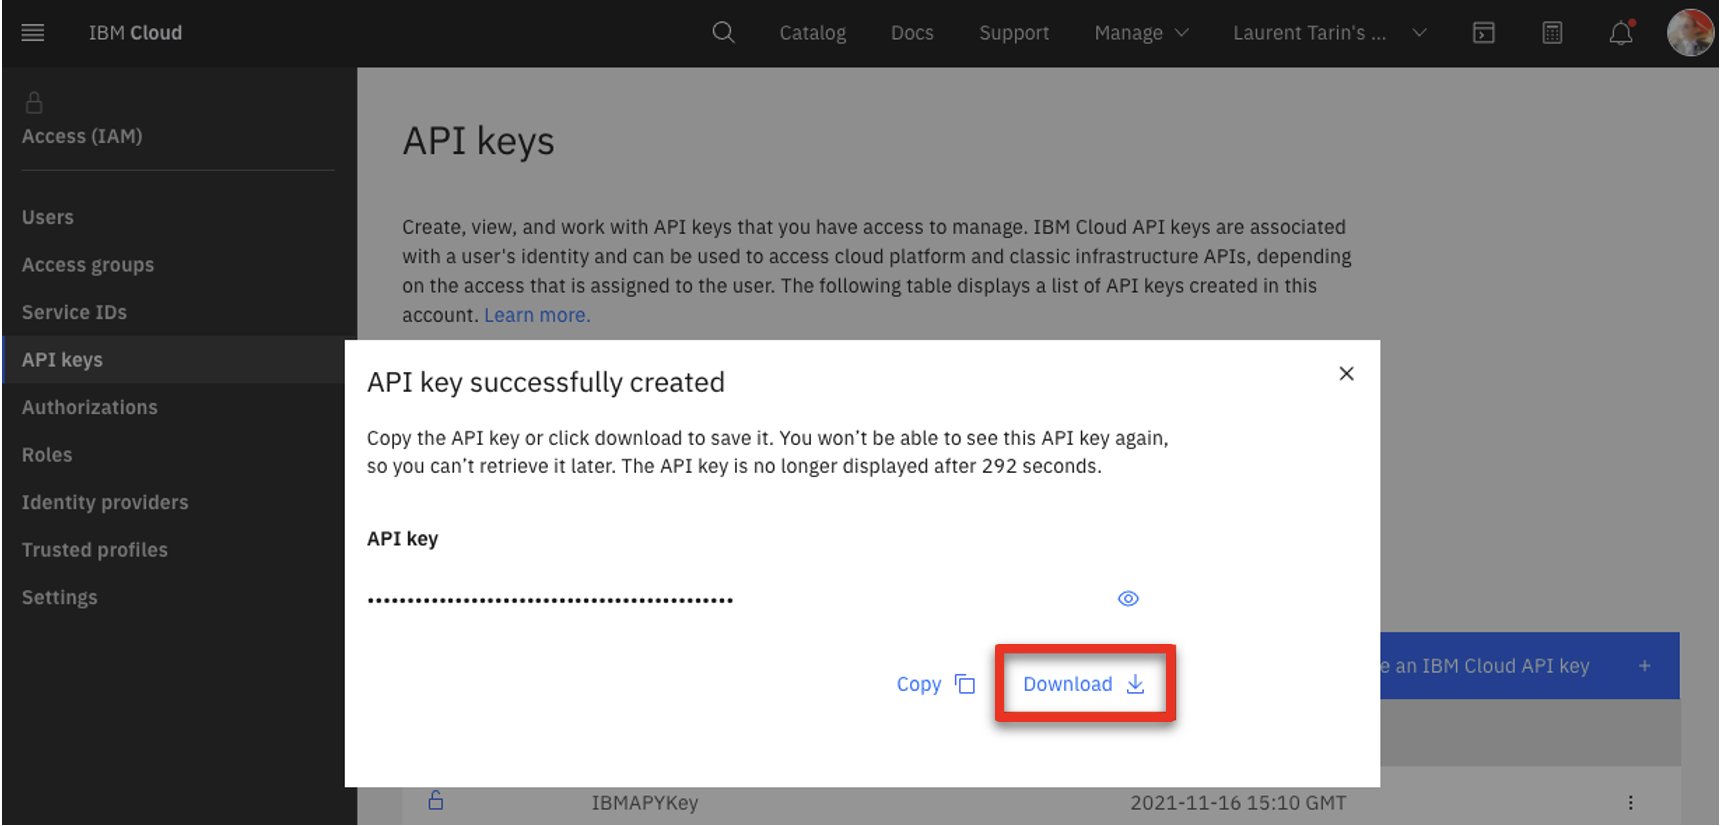 IBM Cloud
Catalog
Docs
Support
Manage
Laurent Tarin's ...
Access (IAM)
Users
Access groups
Service IDs
API keys
Authorizations
Roles
Identity providers
Trusted profiles
Settings
API keys
Create, view, and work with API keys that you have access to manage. IBM Cloud API keys are associated
with a user's identity and can be used to access cloud platform and classic infrastructure APIs, depending
on the access that is assigned to the user. The following table displays a list of API keys created in this
account. Learn more.
API key successfully created
Copy the API key or click download to save it. You won’t be able to see this API key again,
so you can’t retrieve it later. The API key is no longer displayed after 292 seconds.
API key
••••••••••••••••••••••••••••••••••••••••••••
Copy
Download
e an IBM Cloud API key +
IBMAPYKey
2021-11-16 15:10 GMT